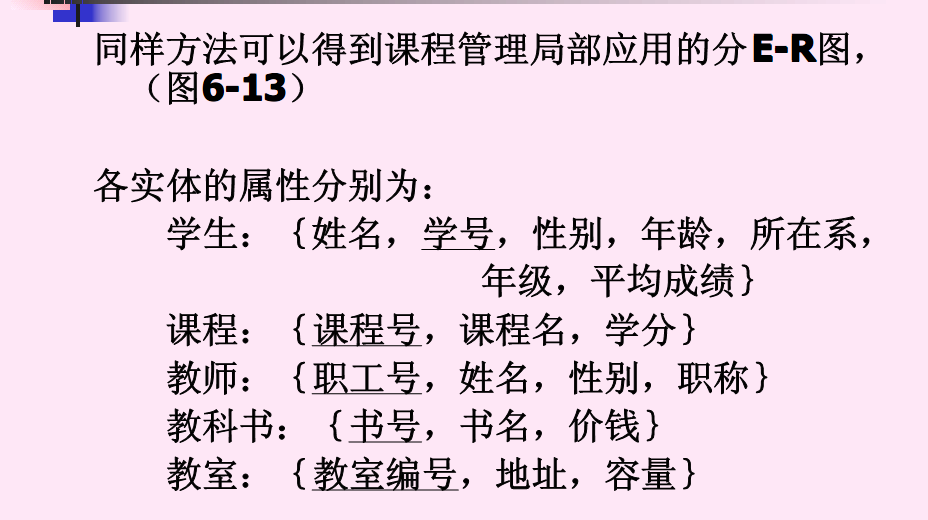 同样方法可以得到课程管理局部应用的分E-R图，
（图6-13）
各实体的属性分别为：
学生：｛姓名，学号，性别，年龄，所在系，
年级，平均成绩｝
课程：｛课程号，课程名，学分｝
教师：｛职工号，姓名，性别，职称｝
教科书：｛书号，书名，价钱｝
教室：｛教室编号，地址，容量｝